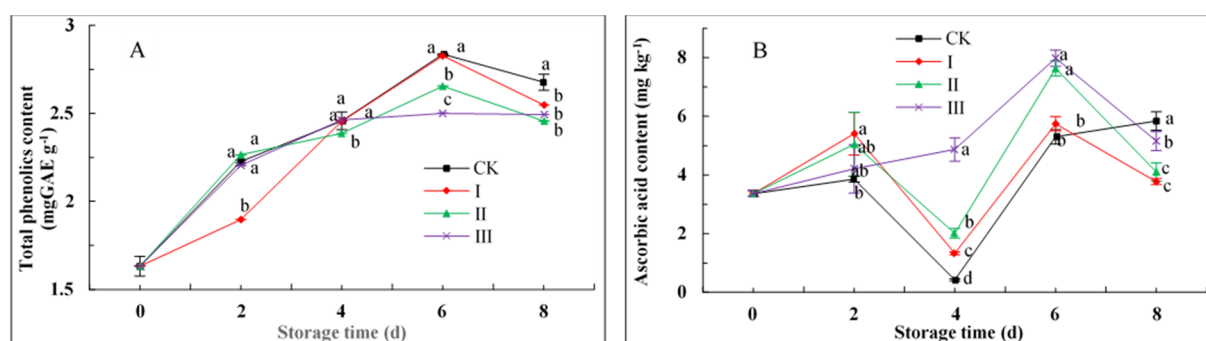 A
Total phenolics content
(mgGAE g-1)
3
2.5
2
1.5
a
a
b
a
a
a
b
a
a
b
c
a
b
b
b
CK
I
II
III
0
2
4
6
8
Storage time (d)
B
Ascorbic acid content (mg kg-1)
8
6
4
2
0
CK
I
II
III
a
ab
ab
b
a
b
c
d
a
a
b
b
a
b
c
c
0
2
4
6
8
Storage time (d)